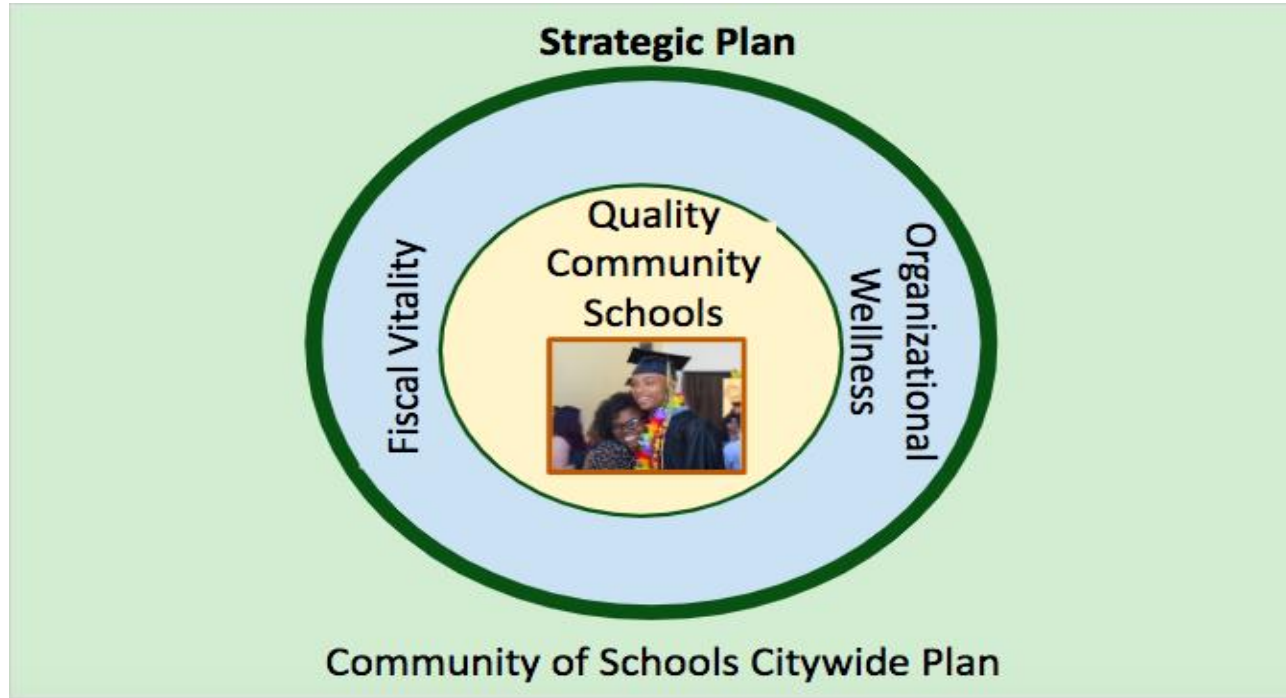 Strategic Plan
Quality
Community
Schools
Fiscal Vitality
Organizational
Wellness
Community of Schools Citywide Plan